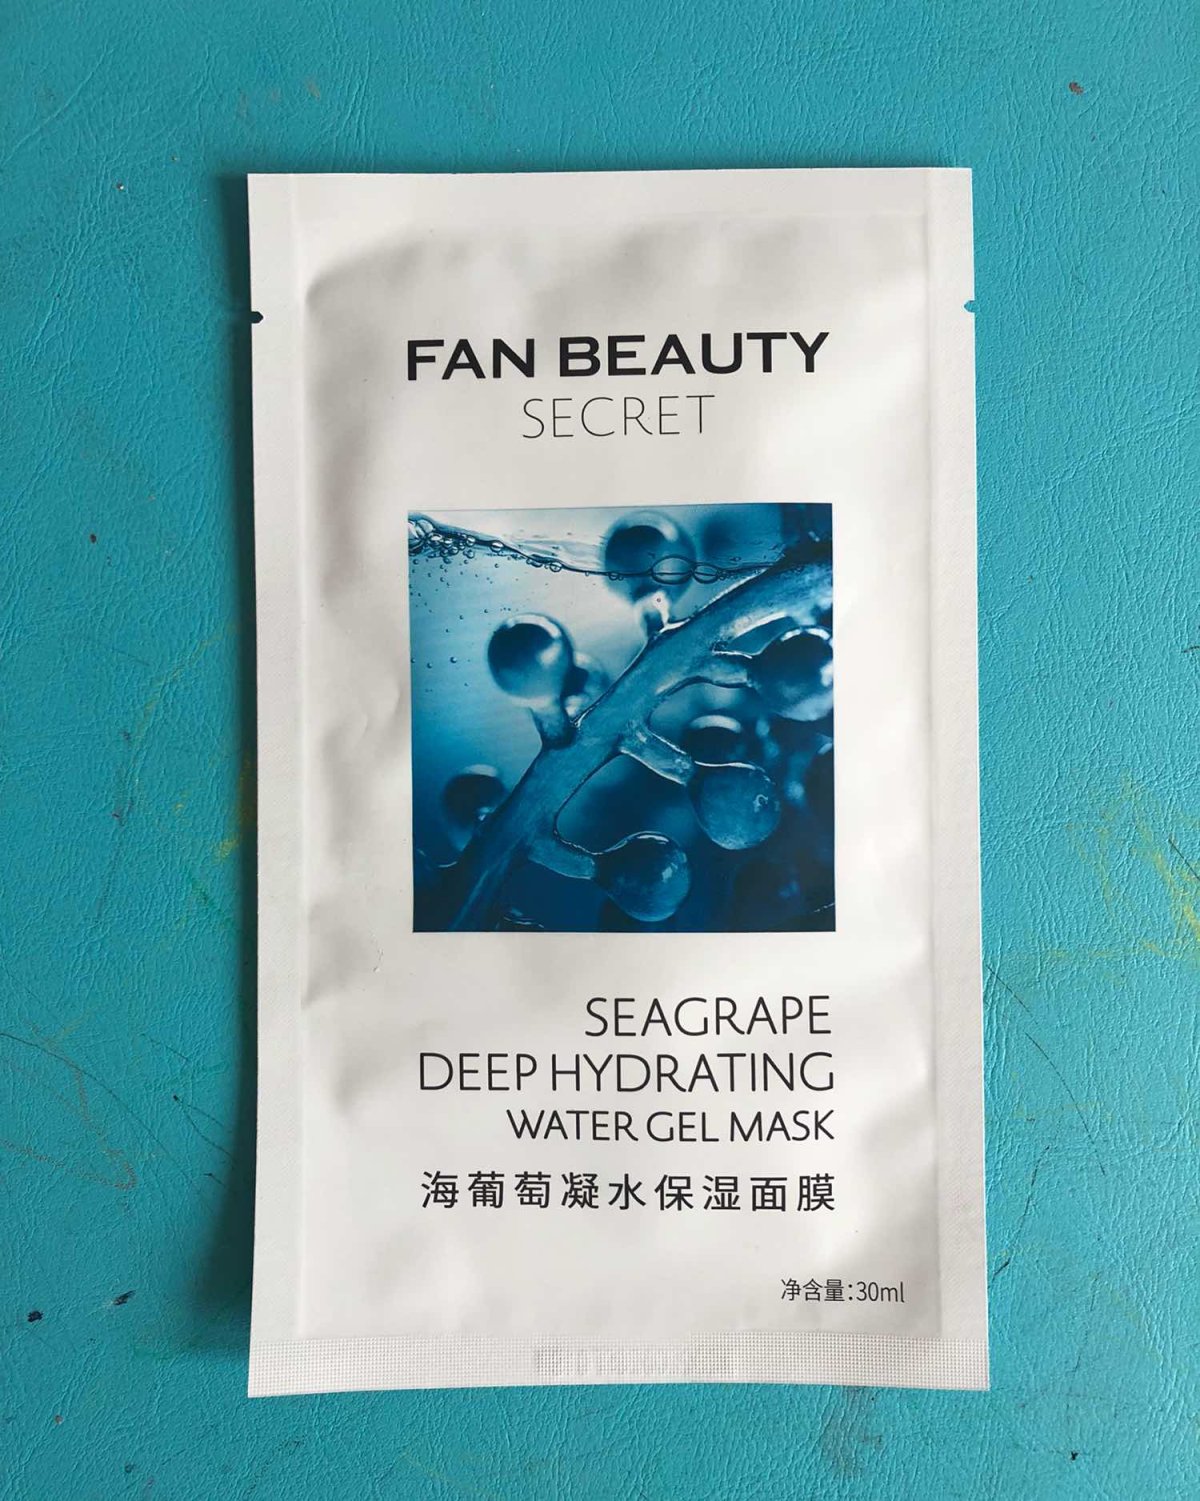 FAN BEAUTY
SECRET
SEAGRAPE
DEEP HYDRATING
WATER GEL MASK
海葡萄凝水保湿面膜
净含量:30ml